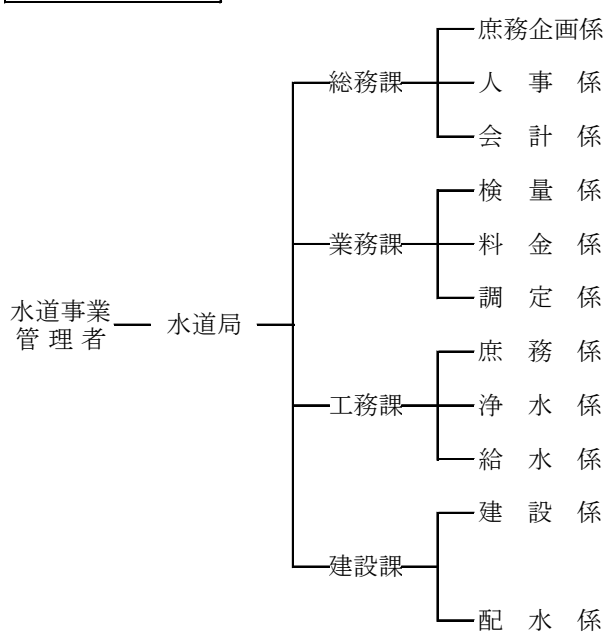 庶務企画係
総務課
人事係
会計係
検量係
業務課
料金係
調定係
水道事業
管理者
水道局
庶務係
工務課
浄水係
給水係
建設係
建設課
配水係